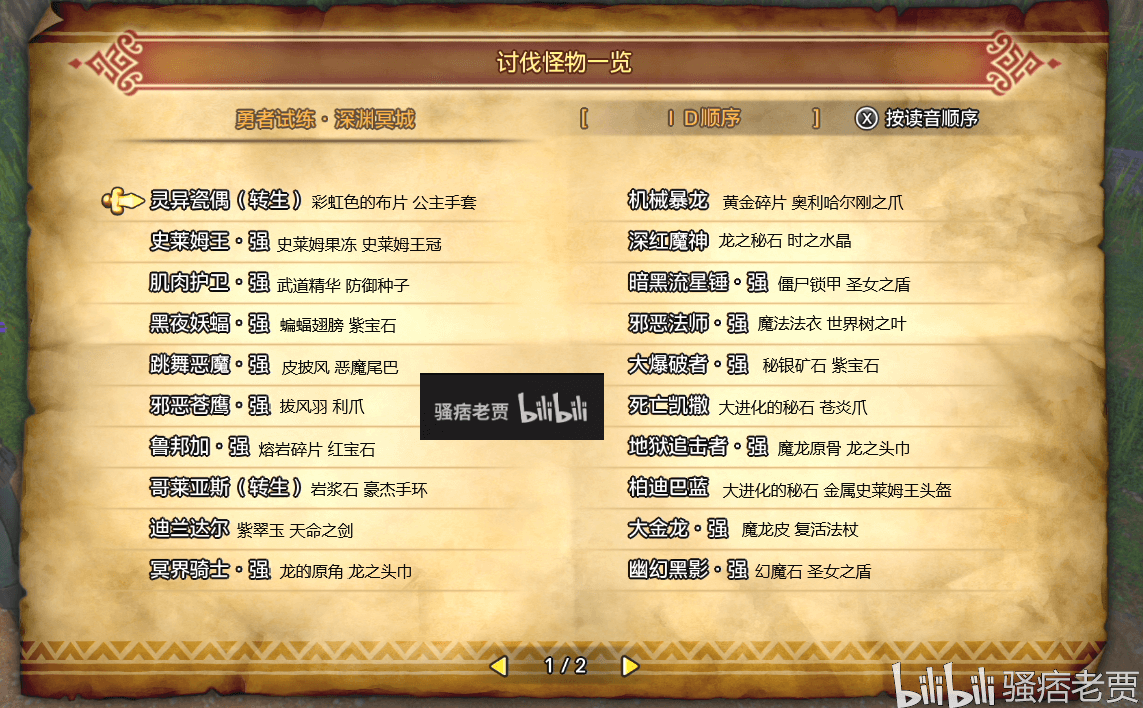 讨伐怪物一览
勇者试练·深渊冥城 [ ID顺序 ] X 按读音顺序
灵异瓷偶（转生） 彩虹色的布片 公主手套
史莱姆王·强 史莱姆果冻 史莱姆王冠
肌肉护卫·强 武道精华 防御种子
黑夜妖蝠·强 蝙蝠翅膀 紫宝石
跳舞恶魔·强 皮披风 恶魔尾巴
邪恶苍鹰·强 拔风羽 利爪
鲁邦加·强 熔岩碎片 红宝石
哥莱亚斯（转生） 岩浆石 豪杰手环
迪兰达尔 紫翠玉 天命之剑
冥界骑士·强 龙的原角 龙之头巾
机械暴龙 黄金碎片 奥利哈尔刚之爪
深红魔神 龙之秘石 时之水晶
暗黑流星锤·强 僵尸锁甲 圣女之盾
邪恶法师·强 魔法法衣 世界树之叶
大爆破者·强 秘银矿石 紫宝石
死亡凯撒 大进化的秘石 苍炎爪
地狱追击者·强 魔龙原骨 龙之头巾
柏迪巴蓝 大进化的秘石 金属史莱姆王头盔
大金龙·强 魔龙皮 复活法杖
幽幻黑影·强 幻魔石 圣女之盾
骚痞老贾 bilibili
1/2
bilibili 骚痞老贾